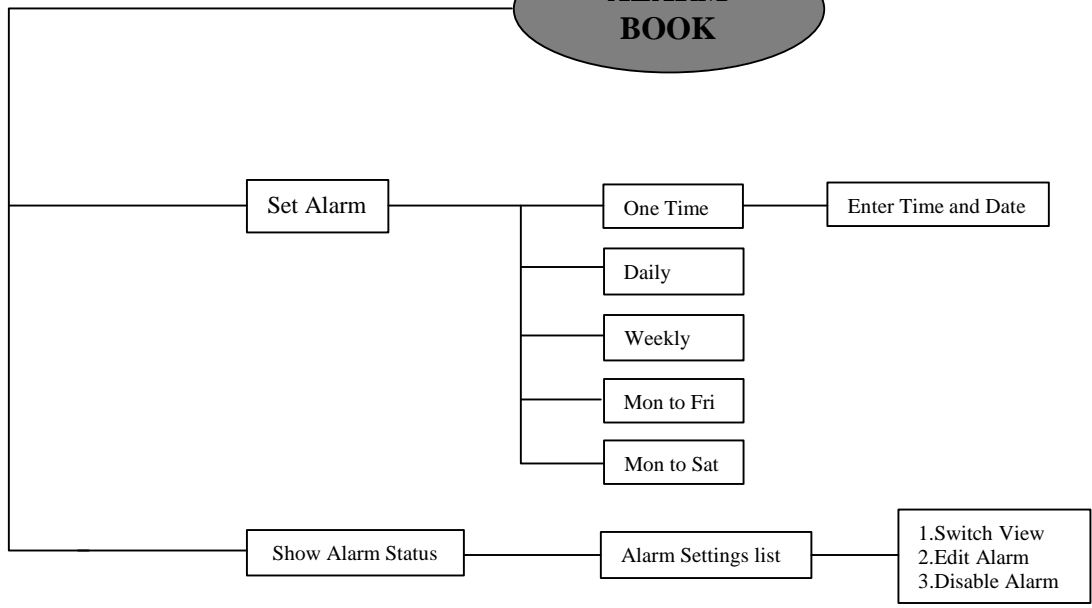 BOOK
Set Alarm
One Time
Enter Time and Date
Daily
Weekly
Mon to Fri
Mon to Sat
Show Alarm Status
Alarm Settings list
1.Switch View
2.Edit Alarm
3.Disable Alarm